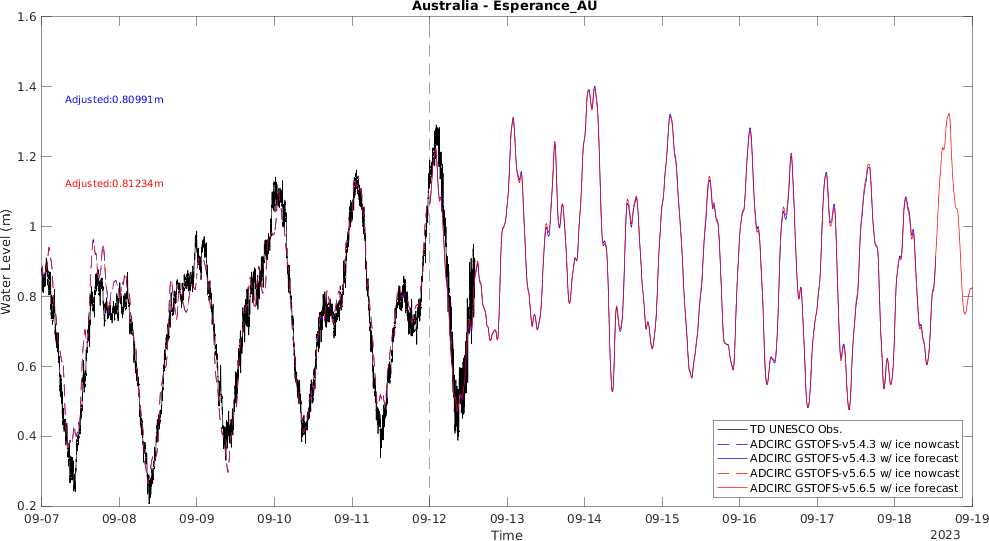 Australia - Esperance_AU
1.6
1.4
1.2
1
0.8
0.6
0.4
0.2
Water Level (m)
Adjusted:0.80991m
Adjusted:0.81234m
TD UNESCO Obs.
ADCIRC GSTOFS-v5.4.3 w/ ice nowcast
ADCIRC GSTOFS-v5.4.3 w/ ice forecast
ADCIRC GSTOFS-v5.6.5 w/ ice nowcast
ADCIRC GSTOFS-v5.6.5 w/ ice forecast
09-07 09-08 09-09 09-10 09-11 09-12 09-13 09-14 09-15 09-16 09-17 09-18 09-19
Time
2023